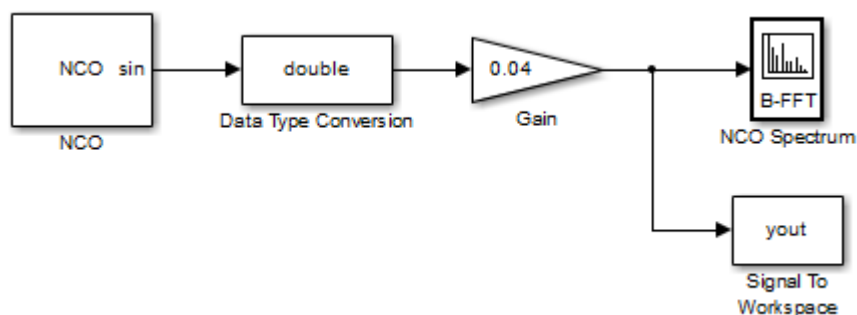 NCO sin
NCO
double
Data Type Conversion
0.04
Gain
B-FFT
NCO Spectrum
yout
Signal To
Workspace